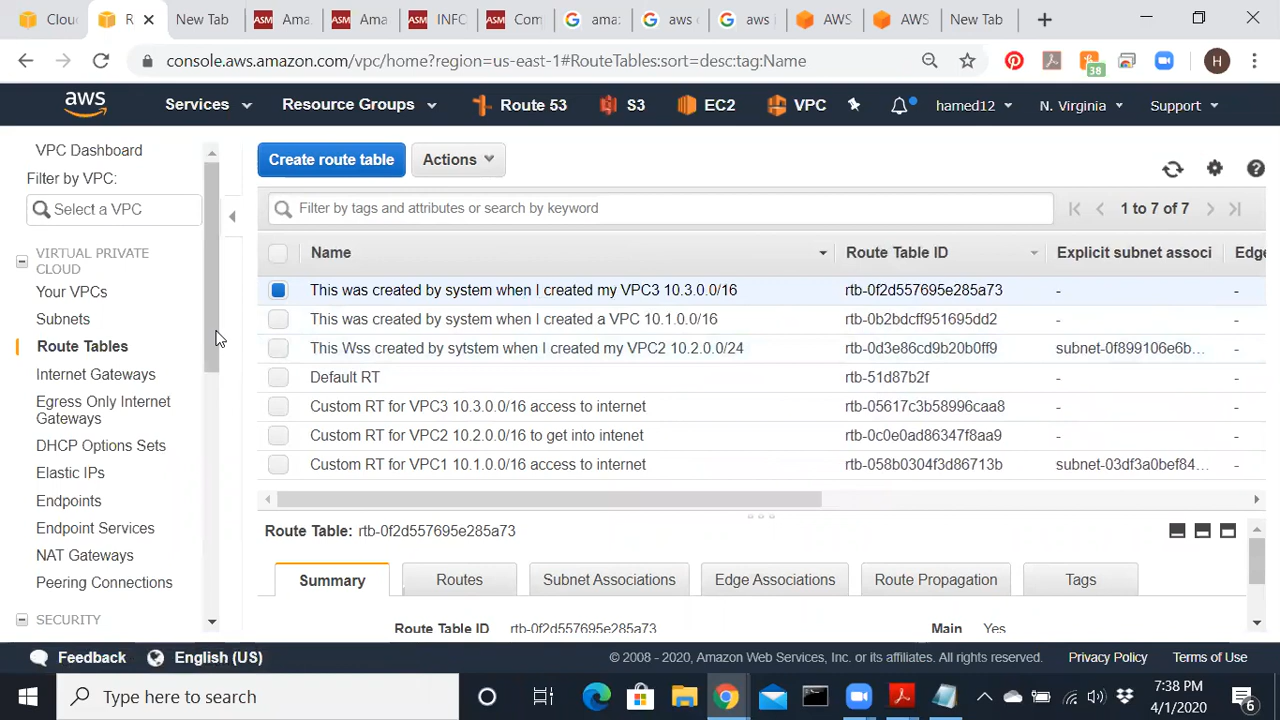 Clou
R
New Tab
ASM
Ama
ASM
Ama
ASM
INFO
ASM
Com
amaz
aws c
aws i
AWS
AWS
New Tab
console.aws.amazon.com/vpc/home?region=us-east-1#RouteTables:sort=desc:tag:Name
38
H
aws
Services
Resource Groups
Route 53
S3
EC2
VPC
hamed12
N. Virginia
Support
VPC Dashboard
Filter by VPC:
Select a VPC
VIRTUAL PRIVATE
CLOUD
Your VPCs
Subnets
Route Tables
Internet Gateways
Egress Only Internet
Gateways
DHCP Options Sets
Elastic IPs
Endpoints
Endpoint Services
NAT Gateways
Peering Connections
SECURITY
Create route table
Actions
Filter by tags and attributes or search by keyword
1 to 7 of 7
Name Route Table ID Explicit subnet associ Edge
This was created by system when I created my VPC3 10.3.0.0/16 rtb-0f2d557695e285a73 - -
This was created by system when I created a VPC 10.1.0.0/16 rtb-0b2bdcff951695dd2 - -
This Wss created by sytstem when I created my VPC2 10.2.0.0/24 rtb-0d3e86cd9b20b0ff9 subnet-0f899106e6b... -
Default RT rtb-51d87b2f - -
Custom RT for VPC3 10.3.0.0/16 access to internet rtb-05617c3b58996caa8 - -
Custom RT for VPC2 10.2.0.0/16 to get into intenet rtb-0c0e0ad86347f8aa9 - -
Custom RT for VPC1 10.1.0.0/16 access to internet rtb-058b0304f3d86713b subnet-03df3a0bef84... -
Route Table: rtb-0f2d557695e285a73
Summary
Routes
Subnet Associations
Edge Associations
Route Propagation
Tags
Route Table ID rtb-0f2d557695e285a73 Main Yes
Feedback
English (US)
© 2008 - 2020, Amazon Web Services, Inc. or its affiliates. All rights reserved.
Privacy Policy
Terms of Use
Type here to search
7:38 PM
4/1/2020
6